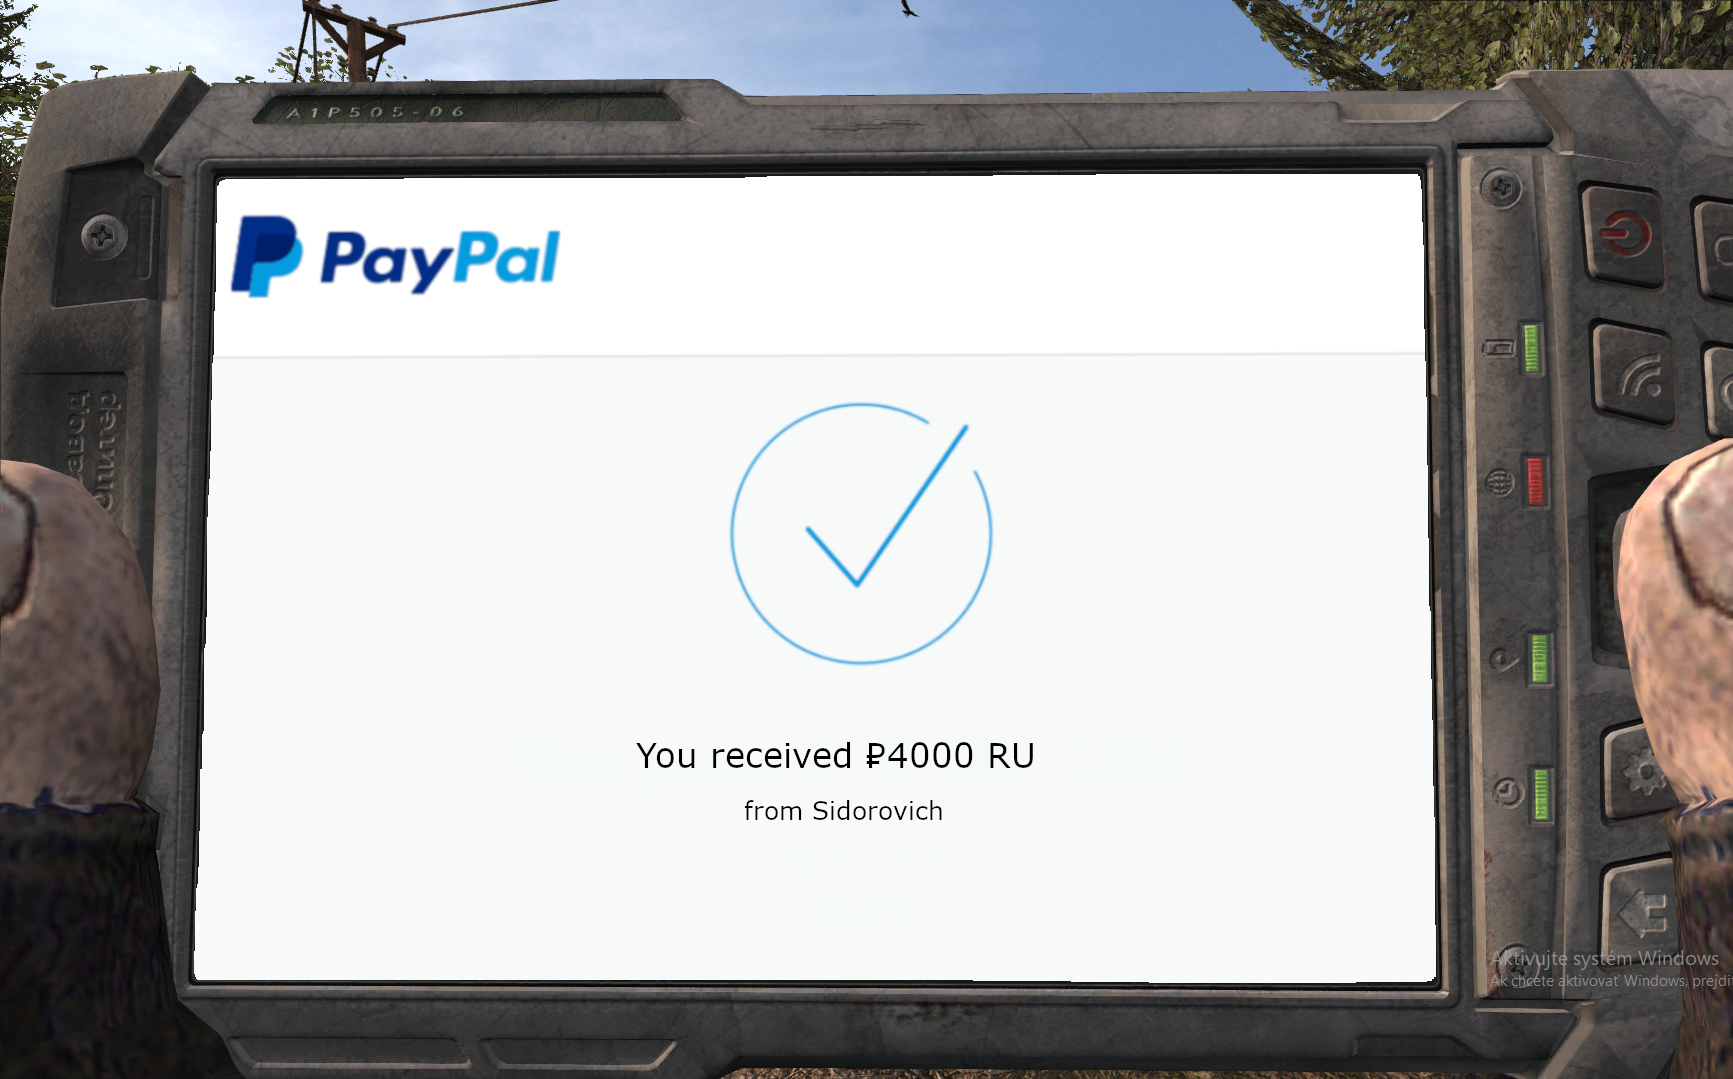 A1P505-06
PayPal
You received ₽4000 RU
from Sidorovich
Aktivujte systém Windows
Ak chcete aktivovať Windows, prejdi